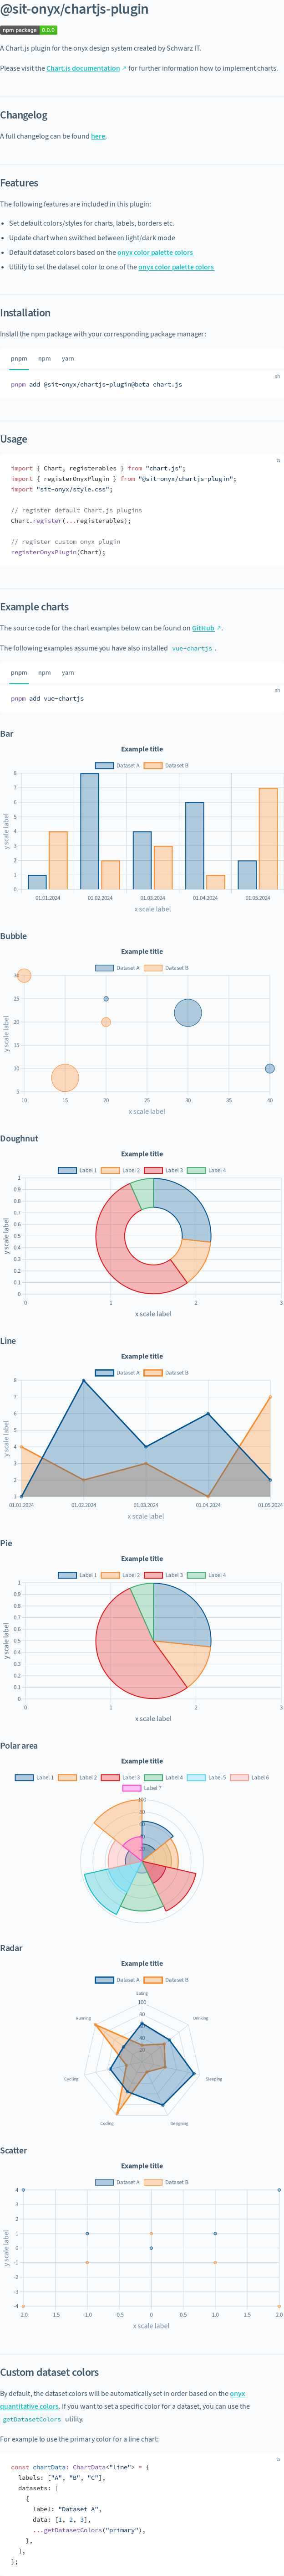 @sit-onyx/chartjs-plugin
npm package 0.0.0
A Chart.js plugin for the onyx design system created by Schwarz IT.
Please visit the Chart.js documentation ↗ for further information how to implement charts.
Changelog
A full changelog can be found here.
Features
The following features are included in this plugin:
• Set default colors/styles for charts, labels, borders etc.
• Update chart when switched between light/dark mode
• Default dataset colors based on the onyx color palette colors
• Utility to set the dataset color to one of the onyx color palette colors
Installation
Install the npm package with your corresponding package manager:
pnpm npm yarn
sh
pnpm add @sit-onyx/chartjs-plugin@beta chart.js
Usage
ts
import { Chart, registerables } from "chart.js";
import { registerOnyxPlugin } from "@sit-onyx/chartjs-plugin";
import "sit-onyx/style.css";
// register default Chart.js plugins
Chart.register(...registerables);
// register custom onyx plugin
registerOnyxPlugin(Chart);
Example charts
The source code for the chart examples below can be found on GitHub ↗.
The following examples assume you have also installed vue-chartjs.
pnpm npm yarn
sh
pnpm add vue-chartjs
Bar
Example title
Dataset A Dataset B
8
7
6
5
4
3
2
1
0
y scale label
01.01.2024 01.02.2024 01.03.2024 01.04.2024 01.05.2024
x scale label
Bubble
Example title
Dataset A Dataset B
30
25
20
15
10
5
y scale label
10 15 20 25 30 35 40
x scale label
Doughnut
Example title
Label 1 Label 2 Label 3 Label 4
1
0.9
0.8
0.7
0.6
0.5
0.4
0.3
0.2
0.1
0
y scale label
0 1 2 3
x scale label
Line
Example title
Dataset A Dataset B
8
7
6
5
4
3
2
1
y scale label
01.01.2024 01.02.2024 01.03.2024 01.04.2024 01.05.2024
x scale label
Pie
Example title
Label 1 Label 2 Label 3 Label 4
1
0.9
0.8
0.7
0.6
0.5
0.4
0.3
0.2
0.1
0
y scale label
0 1 2 3
x scale label
Polar area
Example title
Label 1 Label 2 Label 3 Label 4 Label 5 Label 6
Label 7
100
80
Radar
Example title
Dataset A Dataset B
Eating
Drinking
Sleeping
Designing
Coding
Cycling
Running
100
80
40
20
Scatter
Example title
Dataset A Dataset B
4
3
2
1
0
-1
-2
-3
-4
y scale label
-2.0 -1.5 -1.0 -0.5 0 0.5 1.0 1.5 2.0
x scale label
Custom dataset colors
By default, the dataset colors will be automatically set in order based on the onyx
quantitative colors. If you want to set a specific color for a dataset, you can use the
getDatasetColors utility.
For example to use the primary color for a line chart:
ts
const chartData: ChartData<"line"> = {
labels: ["A", "B", "C"],
datasets: [
{
label: "Dataset A",
data: [1, 2, 3],
...getDatasetColors("primary"),
},
],
};